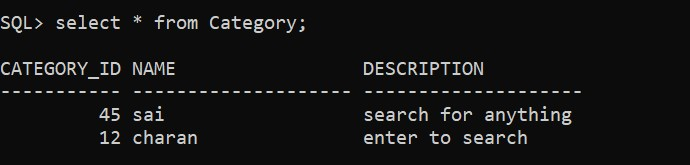 SQL> select * from Category;
CATEGORY_ID NAME                 DESCRIPTION
----------- -------------------- --------------------
         45 sai                  search for anything
         12 charan               enter to search